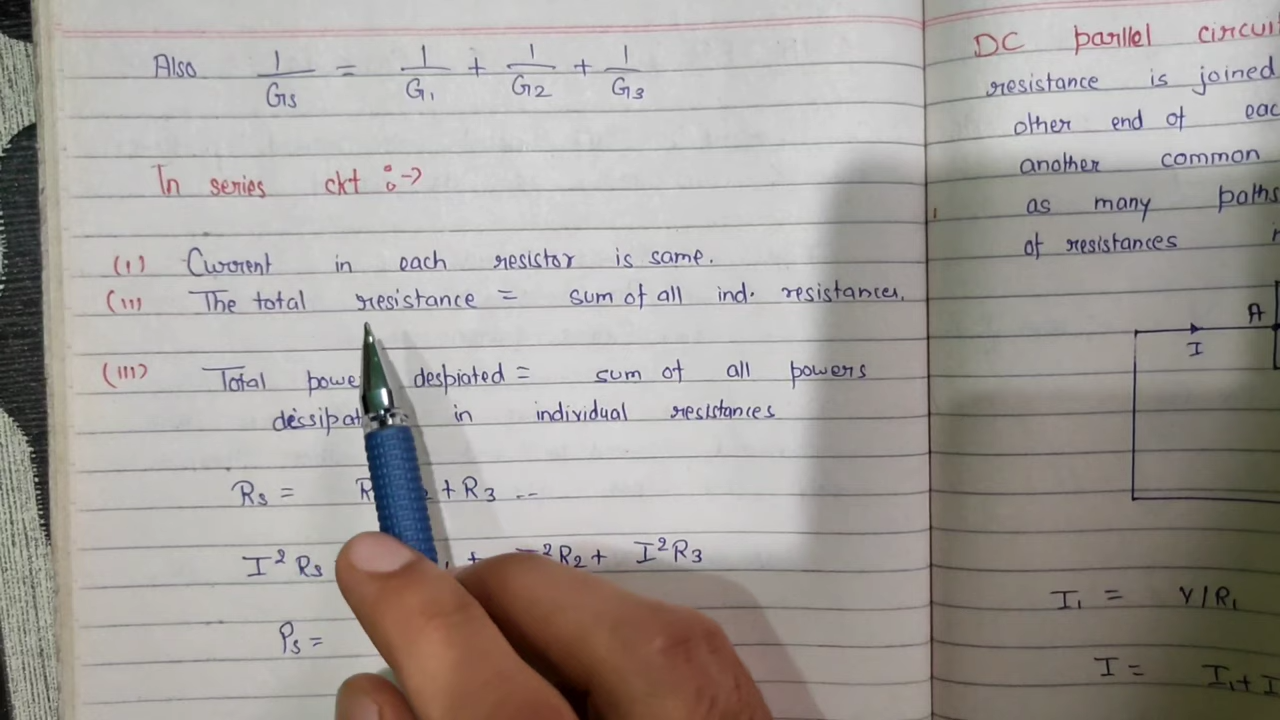 Also 1/Gs = 1/G1 + 1/G2 + 1/G3
In series ckt :->
(I) Current in each resistor is same.
(II) The total resistance = sum of all ind. resistances.
(III) Total power despiated = sum of all powers
in individual resistances
Rs = + R3 --
I²Rs + I²R2 + I²R3
Ps =
DC parllel
resistance is joined
other end of
another common
as many paths
of resistances
A
I
I1 = V/R1
I = I1 +